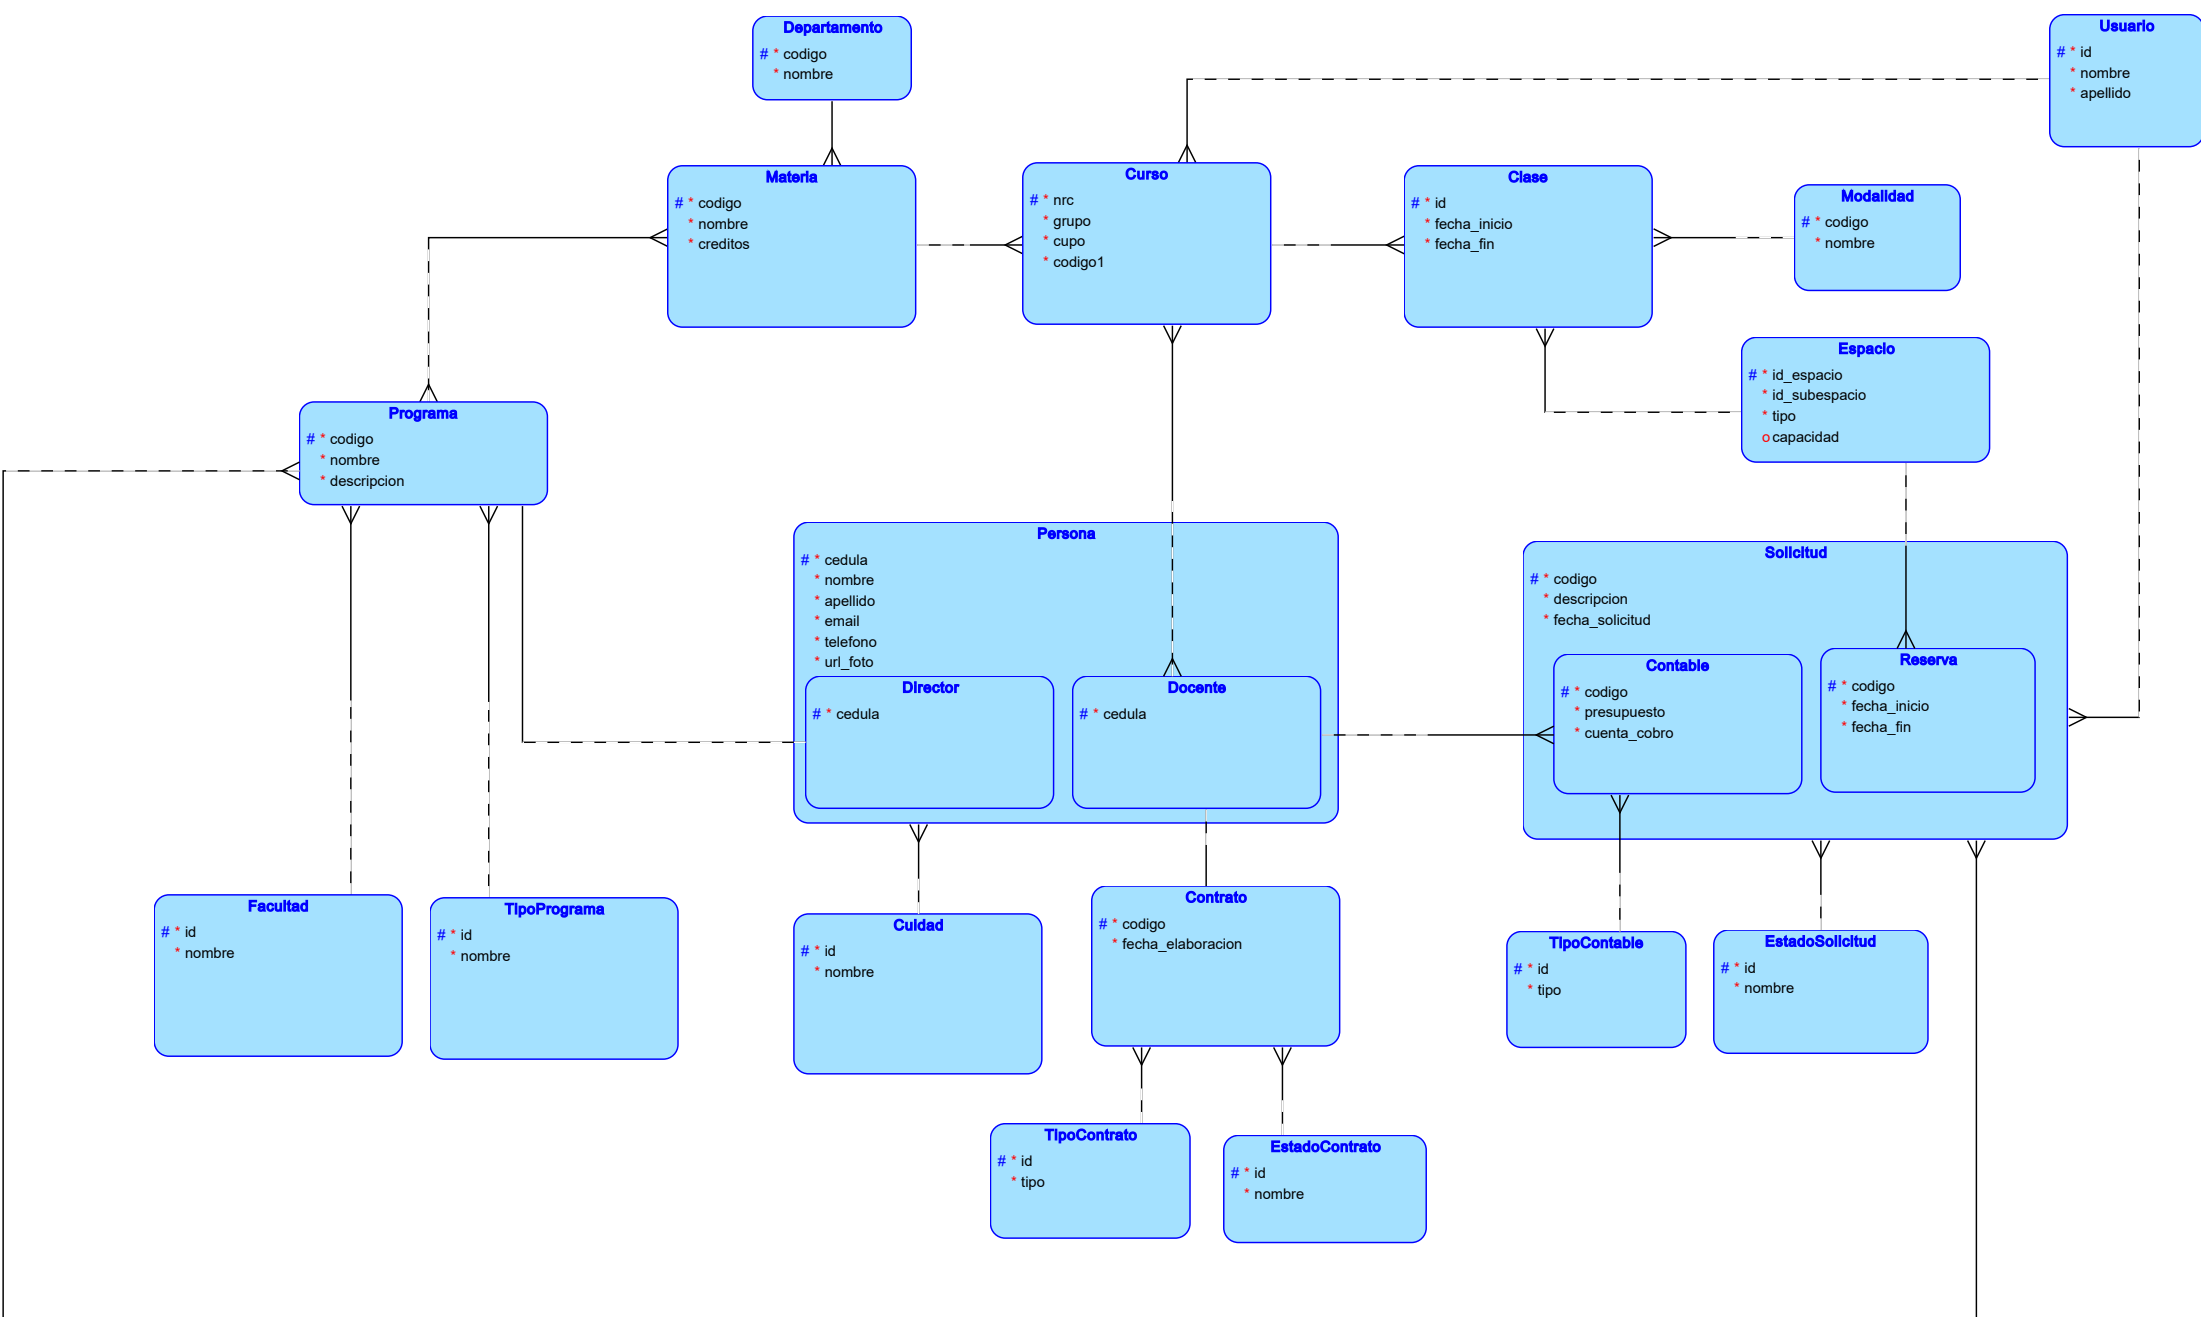 Departamento
# * codigo
* nombre
Usuario
# * id
* nombre
* apellido
Materia
# * codigo
* nombre
* creditos
Curso
# * nrc
* grupo
* cupo
* codigo1
Clase
# * id
* fecha_inicio
* fecha_fin
Modalidad
# * codigo
* nombre
Espacio
# * id_espacio
* id_subespacio
* tipo
o capacidad
Programa
# * codigo
* nombre
* descripcion
Persona
# * cedula
* nombre
* apellido
* email
* telefono
* url_foto
Director
# * cedula
Docente
# * cedula
Solicitud
# * codigo
* descripcion
* fecha_solicitud
Contable
# * codigo
* presupuesto
* cuenta_cobro
Reserva
# * codigo
* fecha_inicio
* fecha_fin
Facultad
# * id
* nombre
TipoPrograma
# * id
* nombre
Cuidad
# * id
* nombre
Contrato
# * codigo
* fecha_elaboracion
TipoContable
# * id
* tipo
EstadoSolicitud
# * id
* nombre
TipoContrato
# * id
* tipo
EstadoContrato
# * id
* nombre